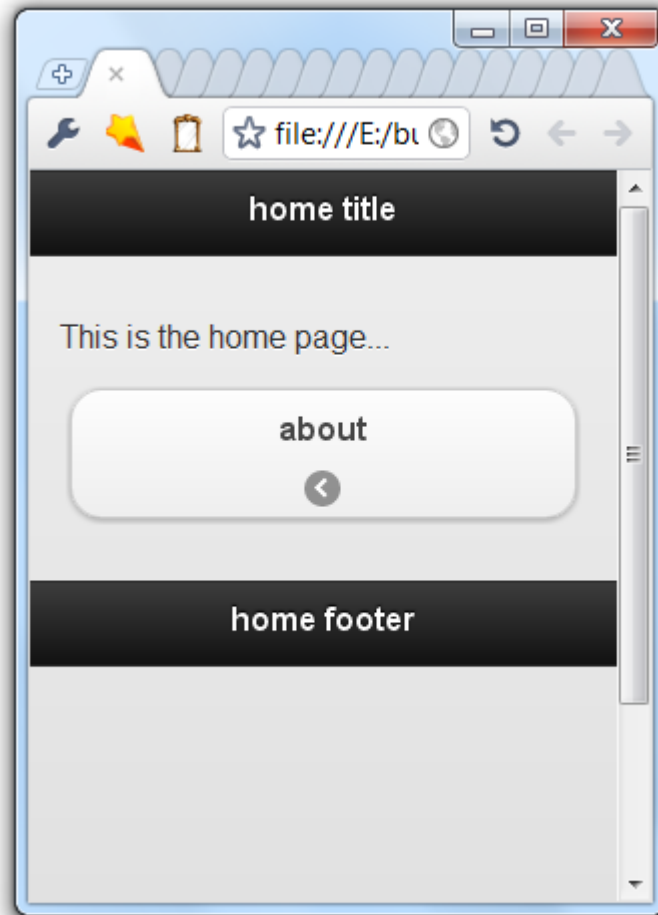 file:///E:/bu
home title
This is the home page...
about
home footer